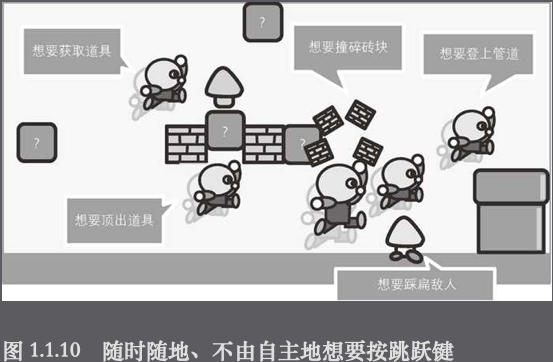 ?
想要获取道具
想要撞碎砖块
想要登上管道
?
?
?
想要顶出道具
想要踩扁敌人
图 1.1.10 随时随地、不由自主地想要按跳跃键